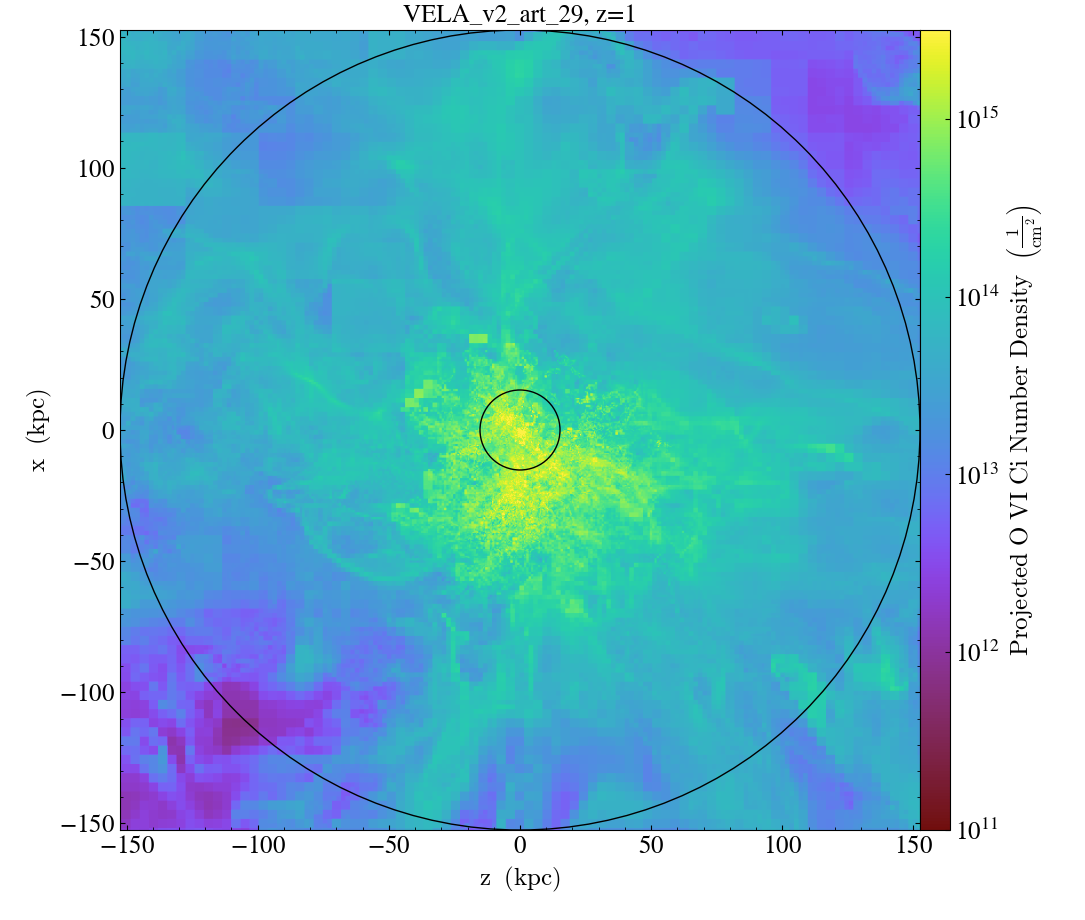 VELA_v2_art_29, z=1
150
100
50
0
−50
−100
−150
x (kpc)
−150 −100 −50 0 50 100 150
z (kpc)
10^15
10^14
10^13
10^12
10^11
Projected O VI Ci Number Density (1/cm^2)